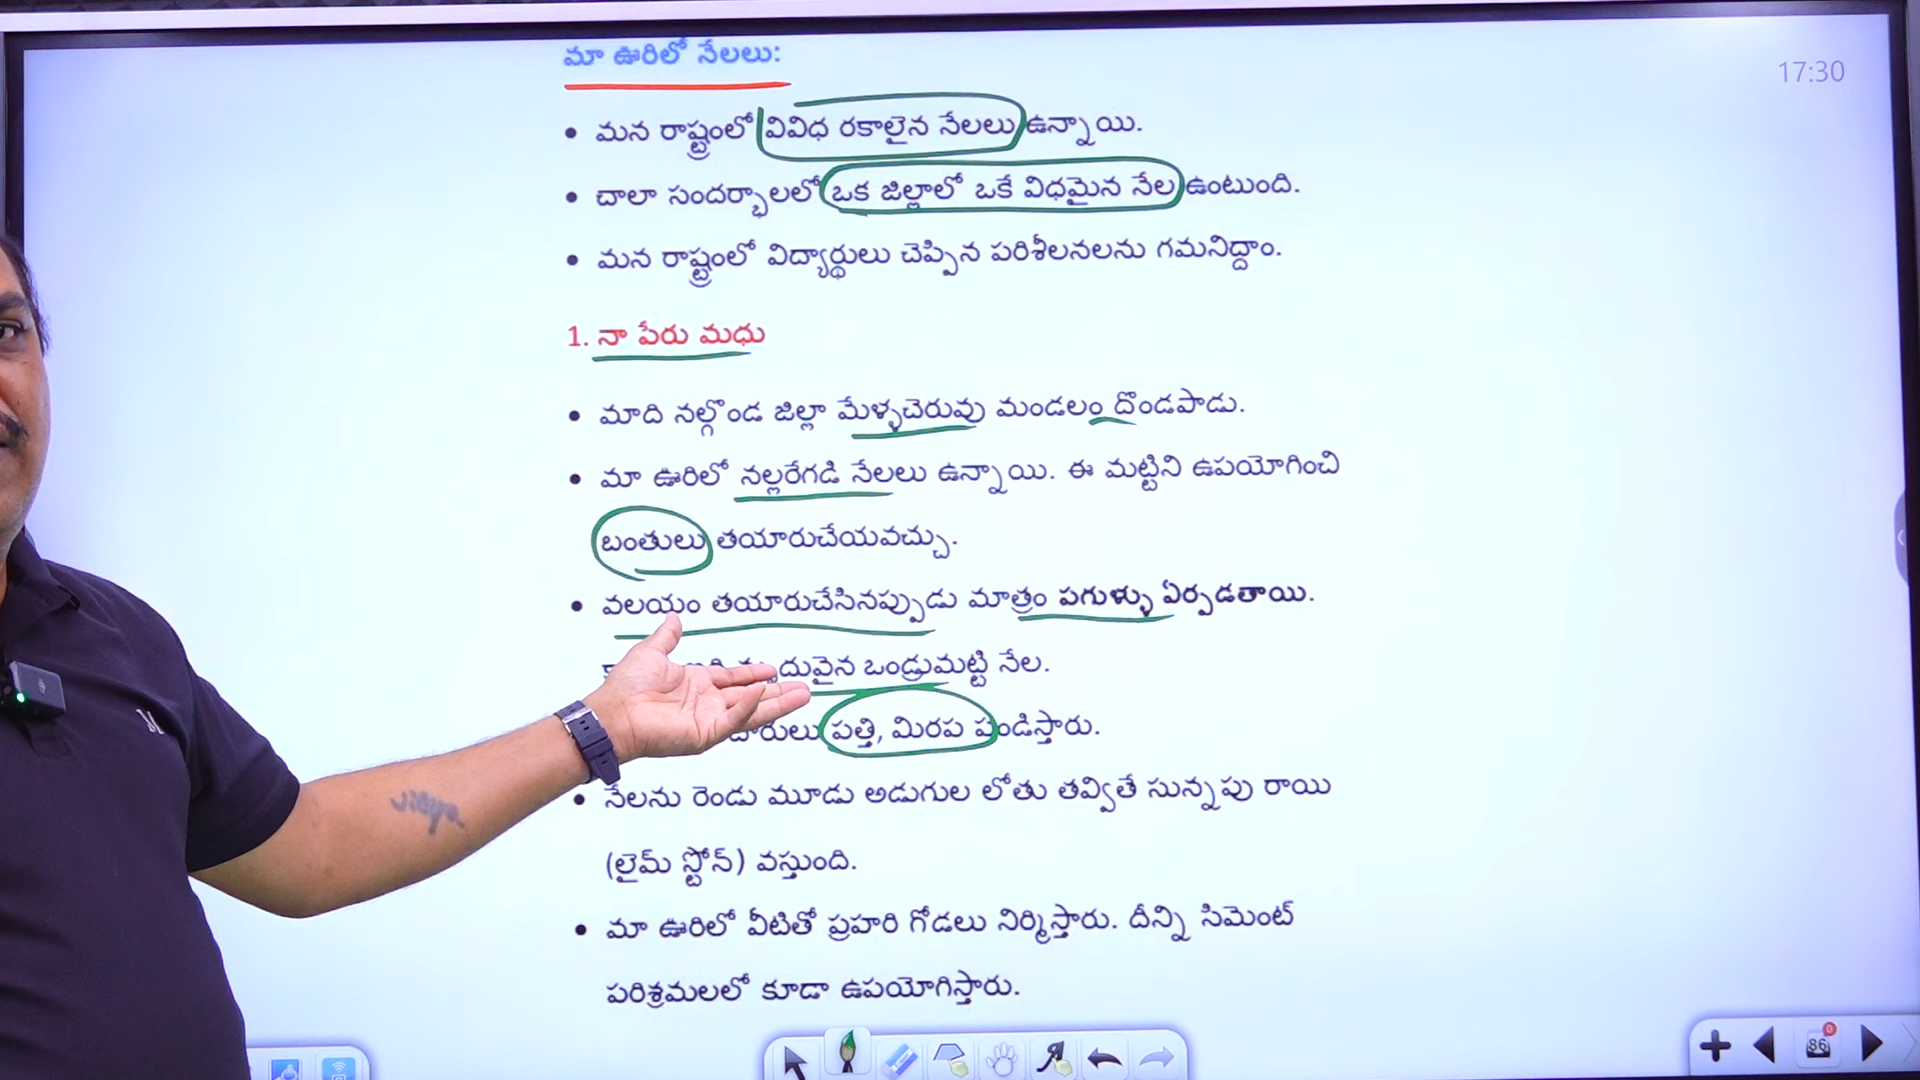 17:30
మా ఊరిలో నేలలు:
• మన రాష్ట్రంలో వివిధ రకాలైన నేలలు ఉన్నాయి.
• చాలా సందర్భాలలో ఒక జిల్లాలో ఒకే విధమైన నేల ఉంటుంది.
• మన రాష్ట్రంలో విద్యార్థులు చెప్పిన పరిశీలనలను గమనిద్దాం.
1. నా పేరు మధు
• మాది నల్గొండ జిల్లా మేళ్ళచెరువు మండలం దొండపాడు.
• మా ఊరిలో నల్లరేగడి నేలలు ఉన్నాయి. ఈ మట్టిని ఉపయోగించి
బంతులు తయారుచేయవచ్చు.
• వలయం తయారుచేసినప్పుడు మాత్రం పగుళ్ళు ఏర్పడతాయి.
ఒండ్రుమట్టి నేల.
పత్తి, మిరప పండిస్తారు.
• నేలను రెండు మూడు అడుగుల లోతు తవ్వితే సున్నపు రాయి
(లైమ్ స్టోన్) వస్తుంది.
• మా ఊరిలో వీటితో ప్రహరి గోడలు నిర్మిస్తారు. దీన్ని సిమెంట్
పరిశ్రమలలో కూడా ఉపయోగిస్తారు.
86